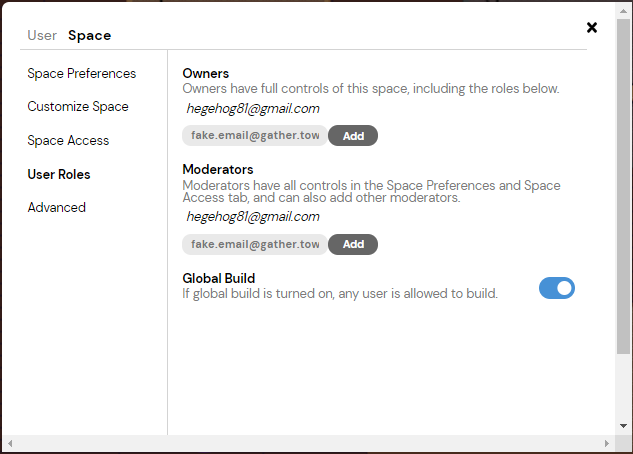 User Space
Space Preferences
Customize Space
Space Access
User Roles
Advanced
Owners
Owners have full controls of this space, including the roles below.
hegehog81@gmail.com
fake.email@gather.tow
Add
Moderators
Moderators have all controls in the Space Preferences and Space
Access tab, and can also add other moderators.
hegehog81@gmail.com
fake.email@gather.tow
Add
Global Build
If global build is turned on, any user is allowed to build.